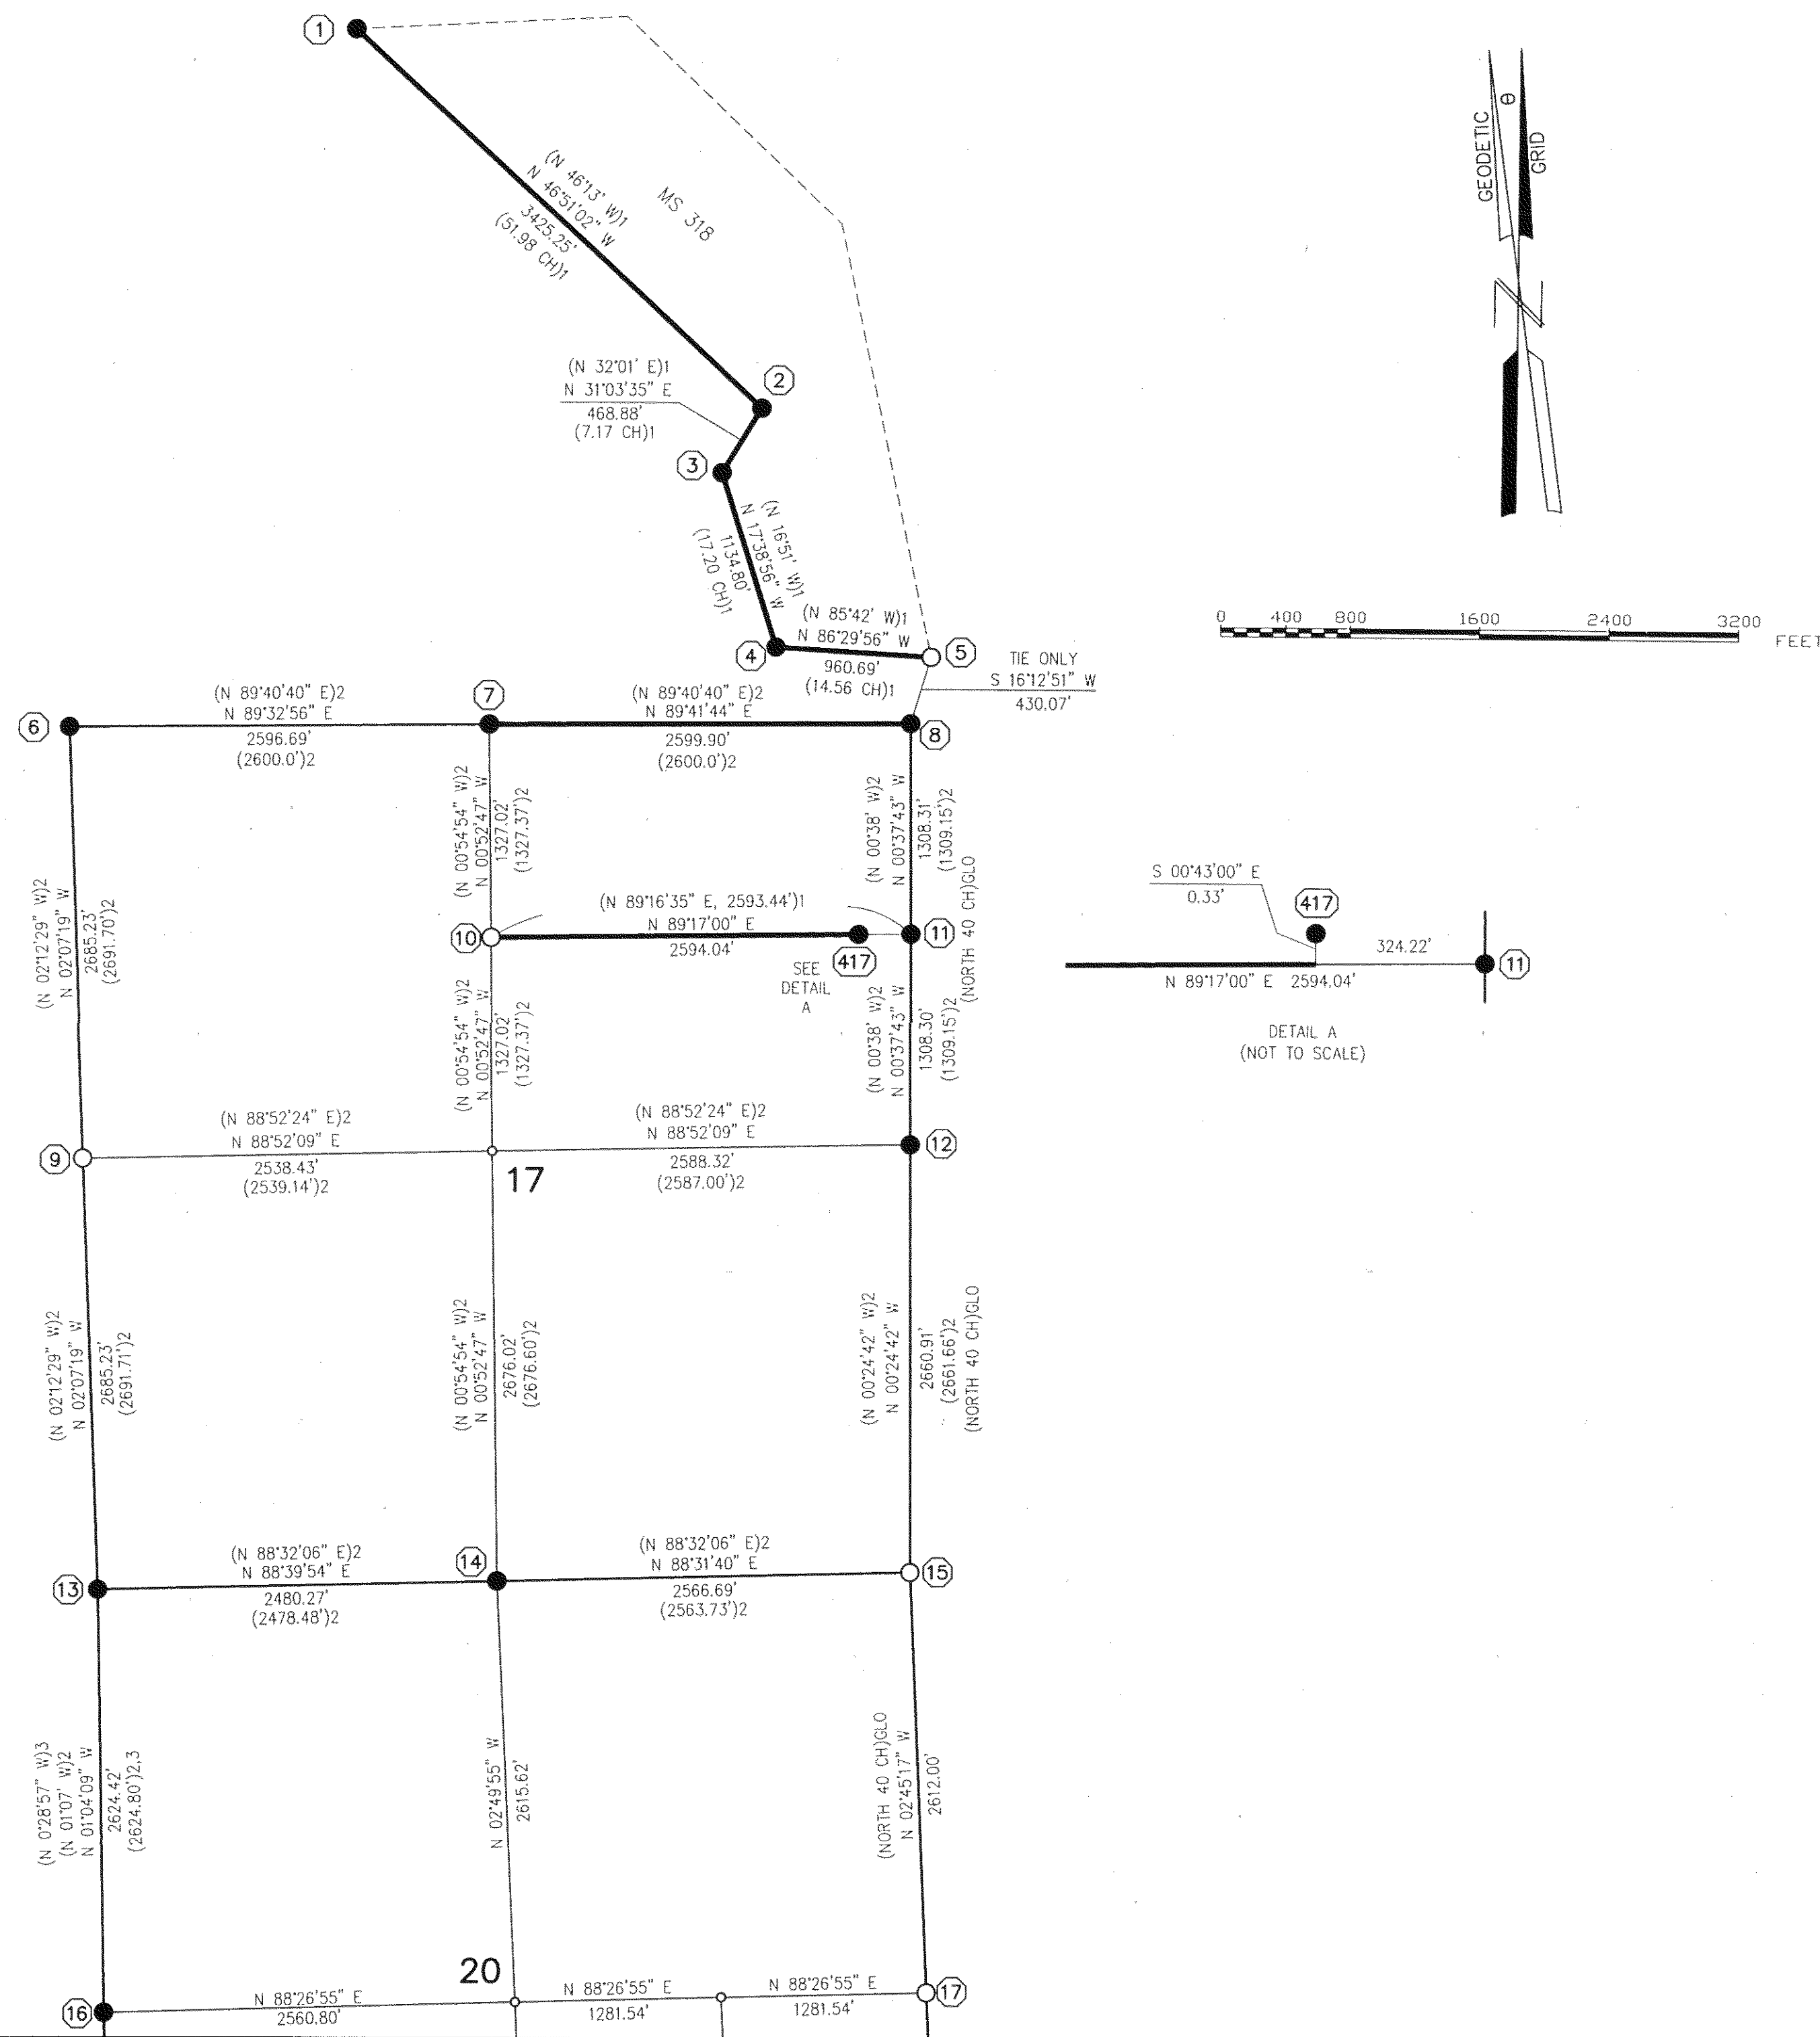 1
(N 46°13' W)1
N 46°51'02" W
3425.25'
(51.98 CH)1
MS 318
GEODETIC
θ
GRID
N
(N 32°01' E)1
N 31°03'35" E
468.88'
(7.17 CH)1
2
3
(N 16°51' W)1
N 17°38'56" W
1134.80'
(17.20 CH)1
0 400 800 1600 2400 3200 FEET
(N 85°42' W)1
N 86°29'56" W
960.69'
(14.56 CH)1
4
5
TIE ONLY
S 16°12'51" W
430.07'
6
(N 89°40'40" E)2
N 89°32'56" E
2596.69'
(2600.0')2
7
(N 89°40'40" E)2
N 89°41'44" E
2599.90'
(2600.0')2
8
(N 02°12'29" W)2
N 02°07'19" W
2685.23'
(2691.70')2
(N 00°54'54" W)2
N 00°52'47" W
1327.02'
(1327.37')2
(N 00°38' W)2
N 00°37'43" W
1308.31'
(1309.15')2
(NORTH 40 CH)GLO
10
(N 89°16'35" E, 2593.44')1
N 89°17'00" E
2594.04'
11
417
SEE
DETAIL
A
S 00°43'00" E
0.33'
417
324.22'
11
N 89°17'00" E 2594.04'
DETAIL A
(NOT TO SCALE)
(N 00°54'54" W)2
N 00°52'47" W
1327.02'
(1327.37')2
(N 00°38' W)2
N 00°37'43" W
1308.30'
(1309.15')2
9
(N 88°52'24" E)2
N 88°52'09" E
2538.43'
(2539.14')2
17
(N 88°52'24" E)2
N 88°52'09" E
2588.32'
(2587.00')2
12
(N 02°12'29" W)2
N 02°07'19" W
2685.23'
(2691.71')2
(N 00°54'54" W)2
N 00°52'47" W
2676.02'
(2676.60')2
(N 00°24'42" W)2
N 00°24'42" W
2660.91'
(2661.66')2
(NORTH 40 CH)GLO
13
(N 88°32'06" E)2
N 88°39'54" E
2480.27'
(2478.48')2
14
(N 88°32'06" E)2
N 88°31'40" E
2566.69'
(2563.73')2
15
(N 0°28'57" W)3
(N 01°07' W)2
N 01°04'09" W
2624.42'
(2624.80')2,3
N 02°49'55" W
2615.62'
(NORTH 40 CH)GLO
N 02°45'17" W
2612.00'
20
16
N 88°26'55" E
2560.80'
N 88°26'55" E
1281.54'
N 88°26'55" E
1281.54'
17